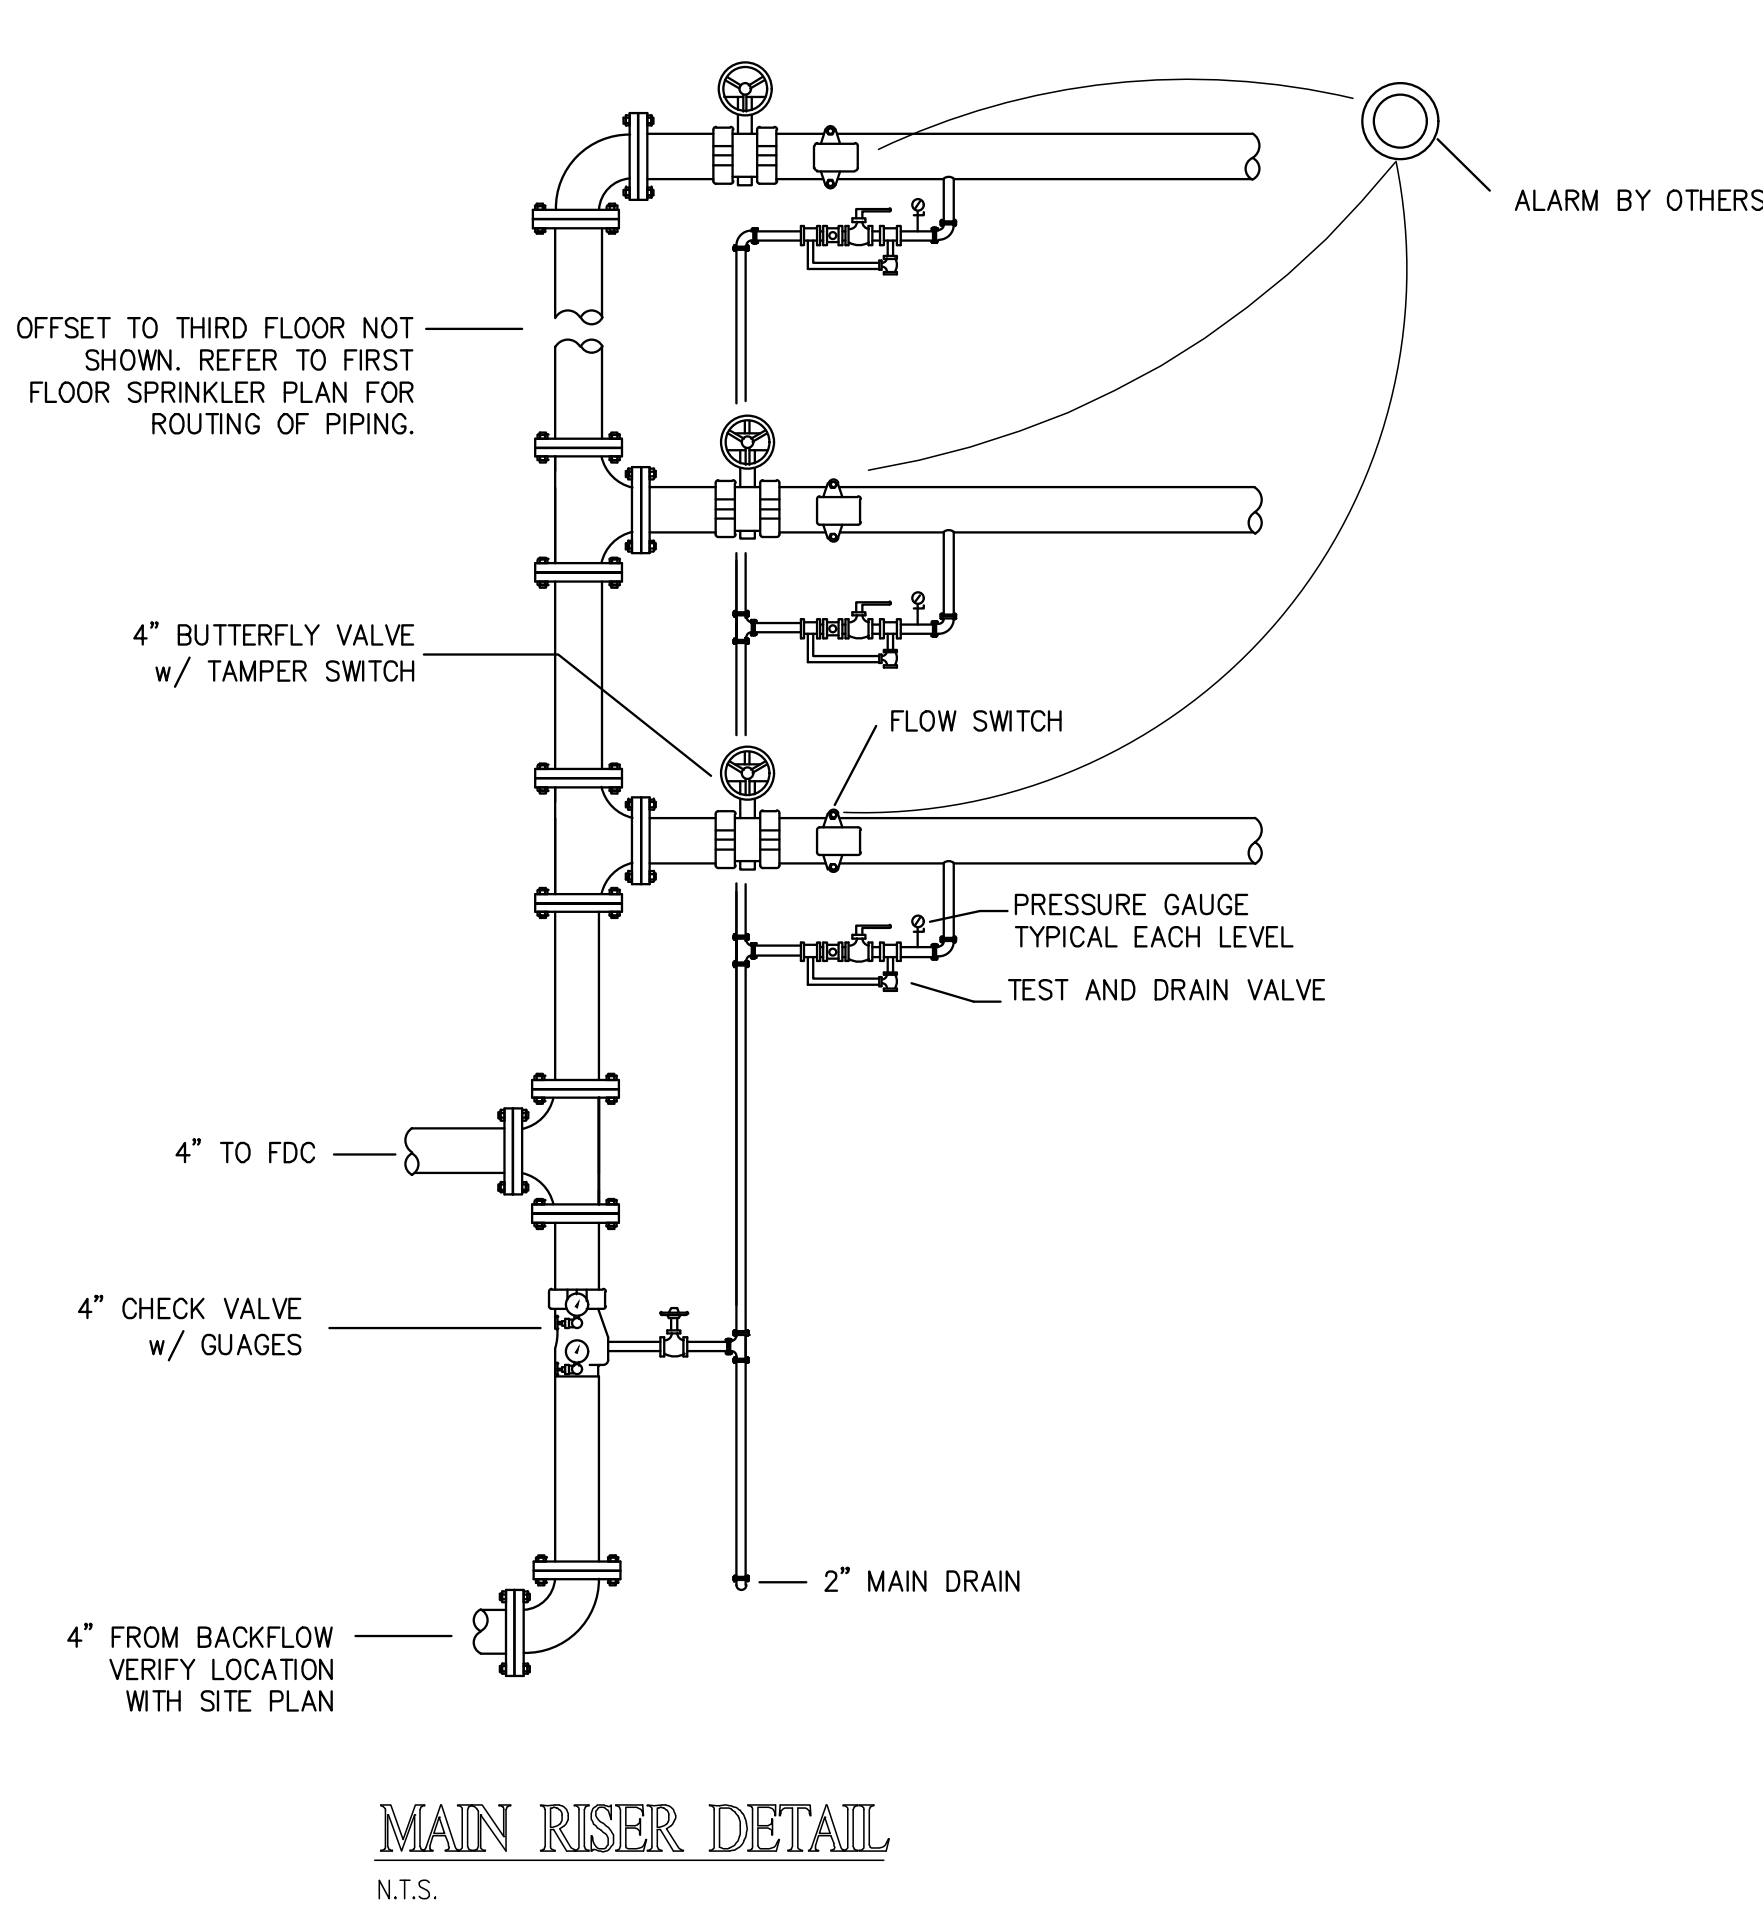 ALARM BY OTHERS
OFFSET TO THIRD FLOOR NOT
SHOWN. REFER TO FIRST
FLOOR SPRINKLER PLAN FOR
ROUTING OF PIPING.
4” BUTTERFLY VALVE
w/ TAMPER SWITCH
FLOW SWITCH
PRESSURE GAUGE
TYPICAL EACH LEVEL
TEST AND DRAIN VALVE
4” TO FDC
4” CHECK VALVE
w/ GUAGES
2” MAIN DRAIN
4” FROM BACKFLOW
VERIFY LOCATION
WITH SITE PLAN
MAIN RISER DETAIL
N.T.S.